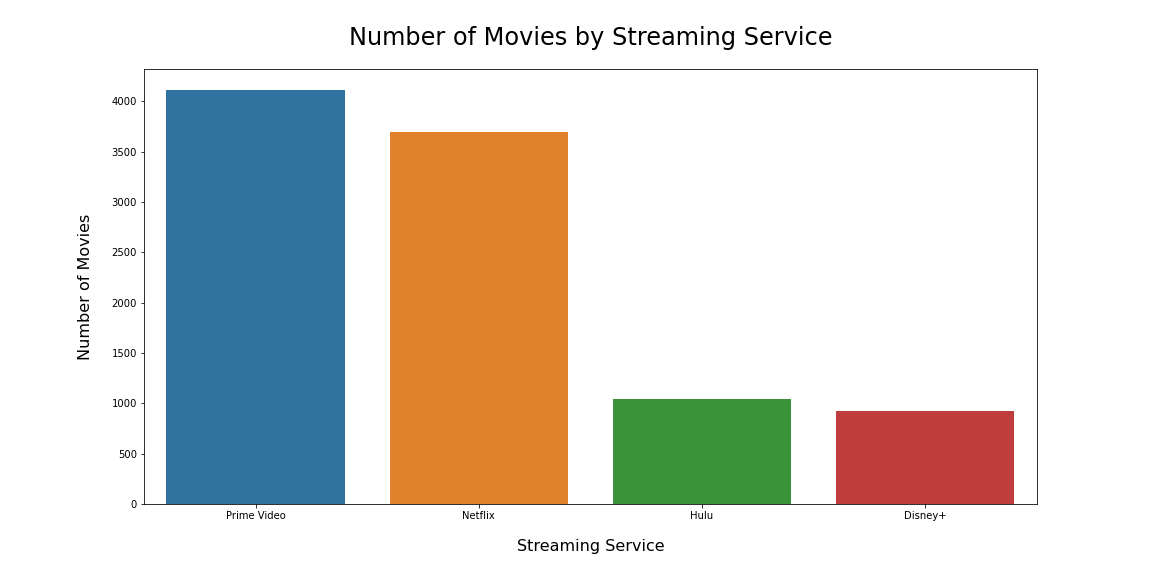 Number of Movies by Streaming Service
Number of Movies
4000
3500
3000
2500
2000
1500
1000
500
0
Prime Video
Netflix
Hulu
Disney+
Streaming Service